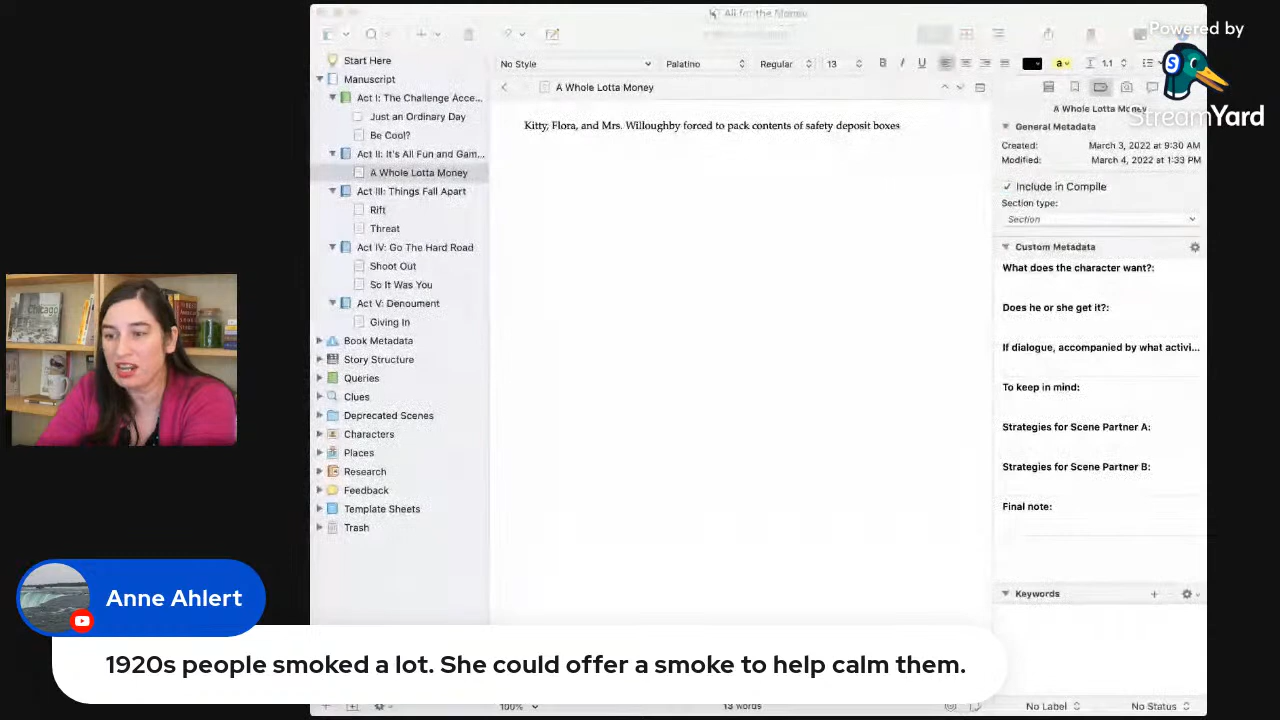 All for the Money
Powered by
StreamYard
Start Here
Manuscript
Act I: The Challenge Acce...
Just an Ordinary Day
Be Cool?
Act II: It's All Fun and Gam...
A Whole Lotta Money
Act III: Things Fall Apart
Rift
Threat
Act IV: Go The Hard Road
Shoot Out
So It Was You
Act V: Denoument
Giving In
Book Metadata
Story Structure
Queries
Clues
Deprecated Scenes
Characters
Places
Research
Feedback
Template Sheets
Trash
No Style
Palatino
Regular
13
B I U
a
1.1
A Whole Lotta Money
Kitty, Flora, and Mrs. Willoughby forced to pack contents of safety deposit boxes
A Whole Lotta Money
General Metadata
Created: March 3, 2022 at 9:30 AM
Modified: March 4, 2022 at 1:33 PM
Include in Compile
Section type:
Section
Custom Metadata
What does the character want?:
Does he or she get it?:
If dialogue, accompanied by what activi...
To keep in mind:
Strategies for Scene Partner A:
Strategies for Scene Partner B:
Final note:
Keywords
100%
13 words
No Label
No Status
Chicago
Anne Ahlert
1920s people smoked a lot. She could offer a smoke to help calm them.